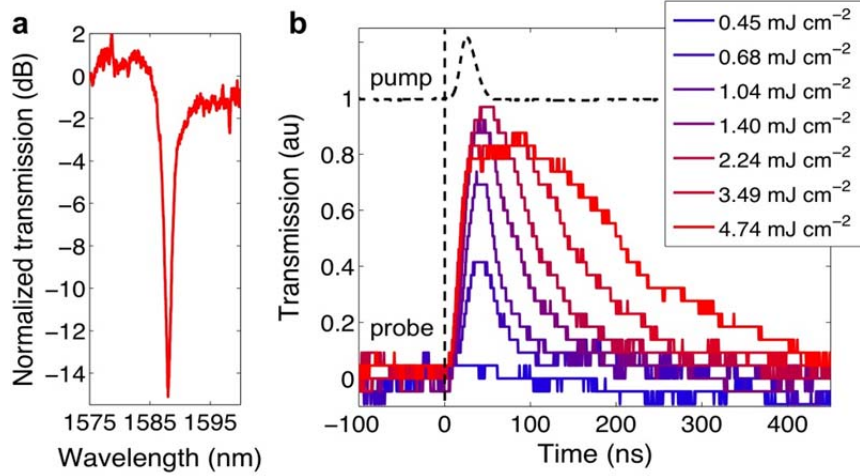 a
Normalized transmission (dB)
2
0
−2
−4
−6
−8
−10
−12
−14
1575
1585
1595
Wavelength (nm)
b
Transmission (au)
1
0.8
0.6
0.4
0.2
0
pump
probe
−100
0
100
200
300
400
Time (ns)
0.45 mJ cm−2
0.68 mJ cm−2
1.04 mJ cm−2
1.40 mJ cm−2
2.24 mJ cm−2
3.49 mJ cm−2
4.74 mJ cm−2